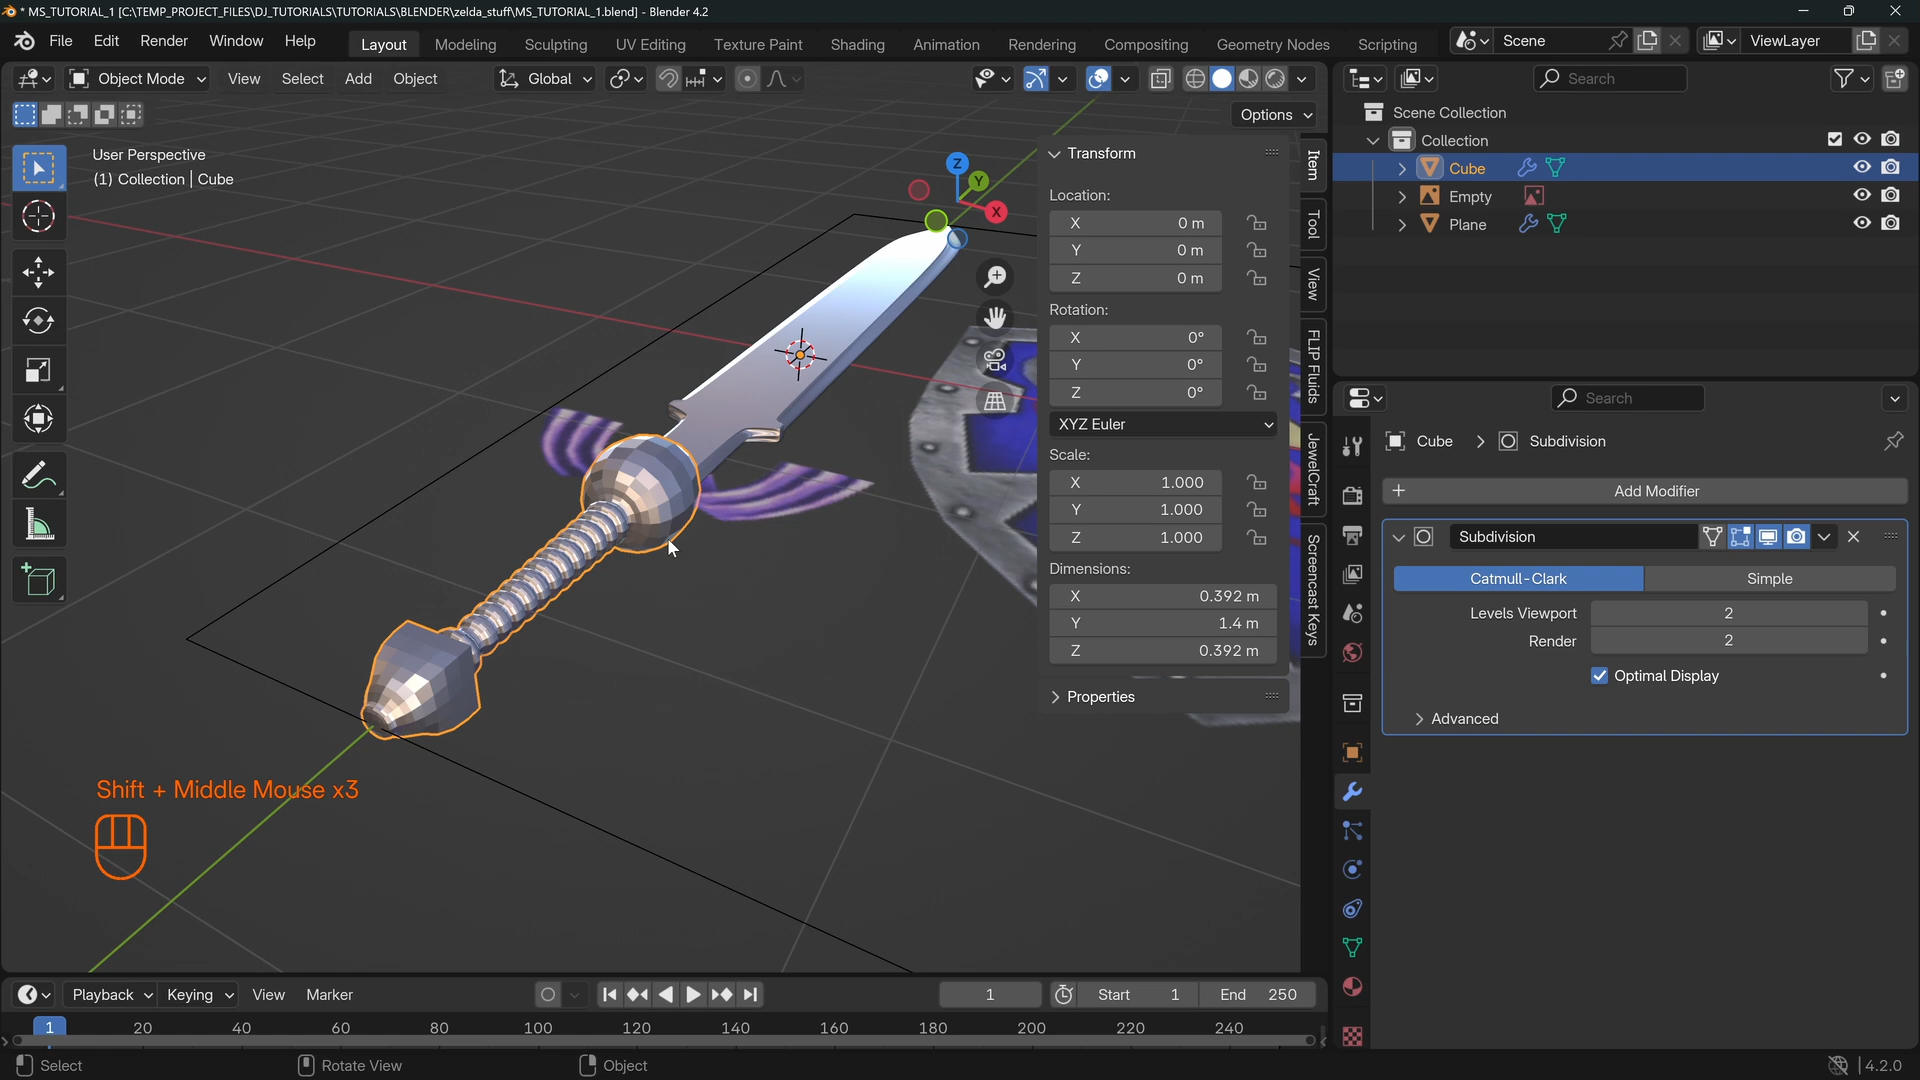 * MS_TUTORIAL_1 [C:\TEMP_PROJECT_FILES\DJ_TUTORIALS\TUTORIALS\BLENDER\zelda_stuff\MS_TUTORIAL_1.blend] - Blender 4.2
File Edit Render Window Help Layout Modeling Sculpting UV Editing Texture Paint Shading Animation Rendering Compositing Geometry Nodes Scripting Scene ViewLayer
Object Mode View Select Add Object Global Search
Options
Scene Collection
Collection
Cube
Empty
Plane
User Perspective
(1) Collection | Cube
Z
Y
X
Transform
Location:
X 0 m
Y 0 m
Z 0 m
Rotation:
X 0°
Y 0°
Z 0°
XYZ Euler
Scale:
X 1.000
Y 1.000
Z 1.000
Dimensions:
X 0.392 m
Y 1.4 m
Z 0.392 m
Properties
Item
Tool
View
FLIP Fluids
JewelCraft
Screencast Keys
Search
Cube Subdivision
Add Modifier
Subdivision
Catmull-Clark Simple
Levels Viewport 2
Render 2
Optimal Display
Advanced
Shift + Middle Mouse x3
Playback Keying View Marker 1 Start 1 End 250
1 20 40 60 80 100 120 140 160 180 200 220 240
Select Rotate View Object 4.2.0